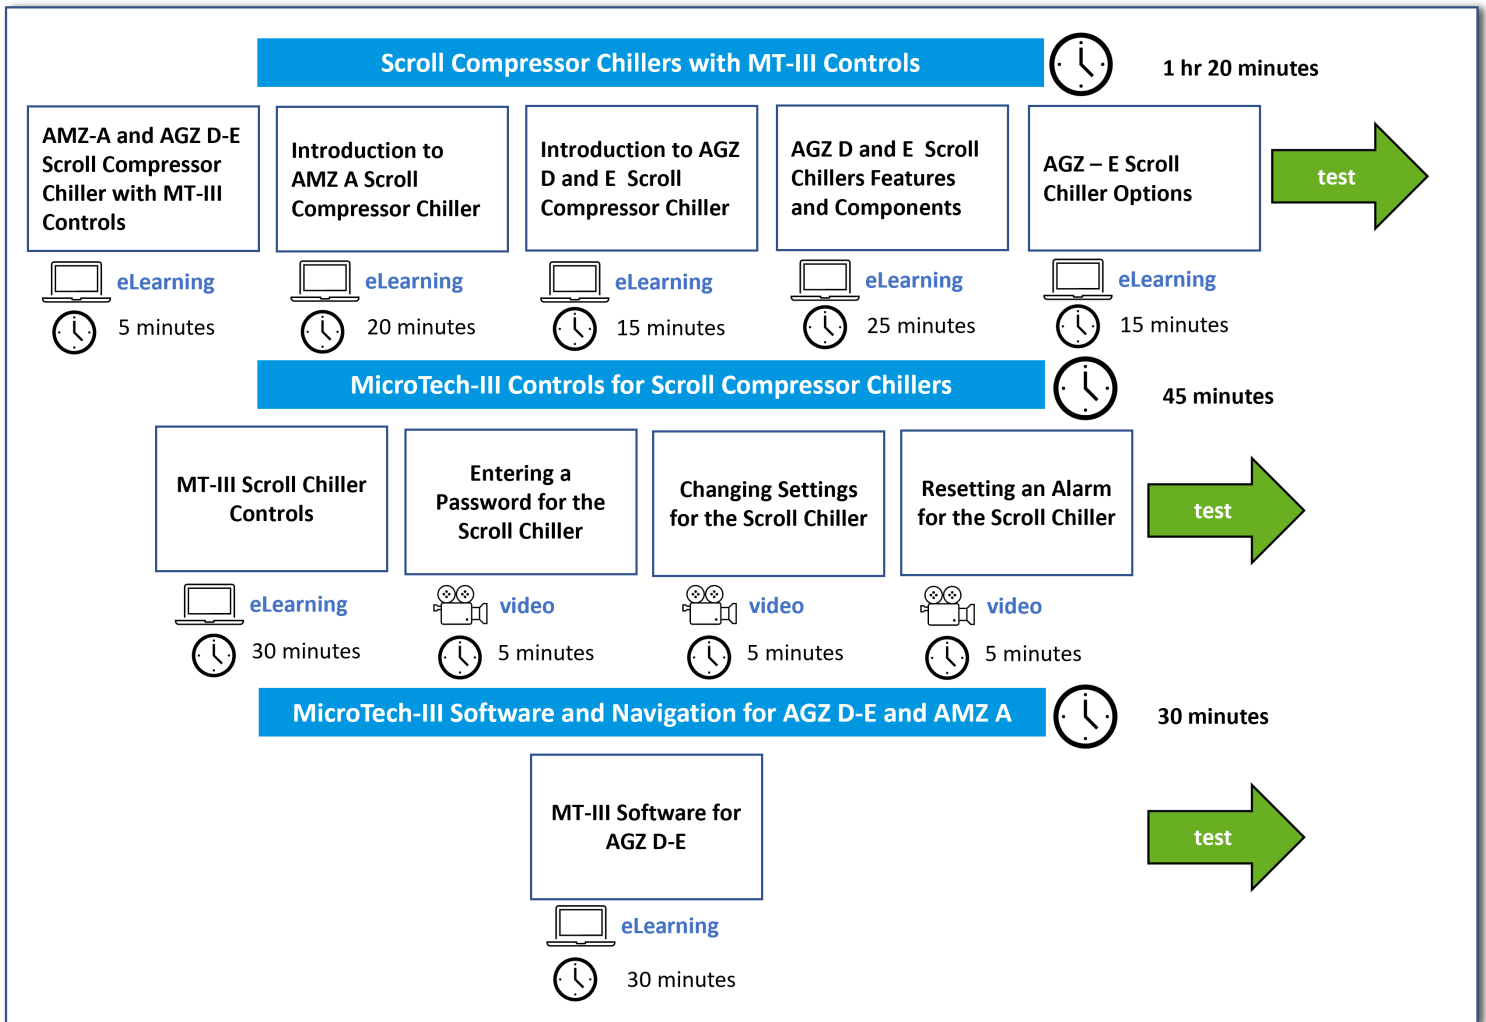 Scroll Compressor Chillers with MT-III Controls
1 hr 20 minutes
AMZ-A and AGZ D-E
Scroll Compressor
Chiller with MT-III
Controls
Introduction to
AMZ A Scroll
Compressor Chiller
Introduction to AGZ
D and E  Scroll
Compressor Chiller
AGZ D and E  Scroll
Chillers Features
and Components
AGZ – E Scroll
Chiller Options
test
eLearning
5 minutes
eLearning
20 minutes
eLearning
15 minutes
eLearning
25 minutes
eLearning
15 minutes
MicroTech-III Controls for Scroll Compressor Chillers
45 minutes
MT-III Scroll Chiller
Controls
Entering a
Password for the
Scroll Chiller
Changing Settings
for the Scroll Chiller
Resetting an Alarm
for the Scroll Chiller
test
eLearning
30 minutes
video
5 minutes
video
5 minutes
video
5 minutes
MicroTech-III Software and Navigation for AGZ D-E and AMZ A
30 minutes
MT-III Software for
AGZ D-E
test
eLearning
30 minutes